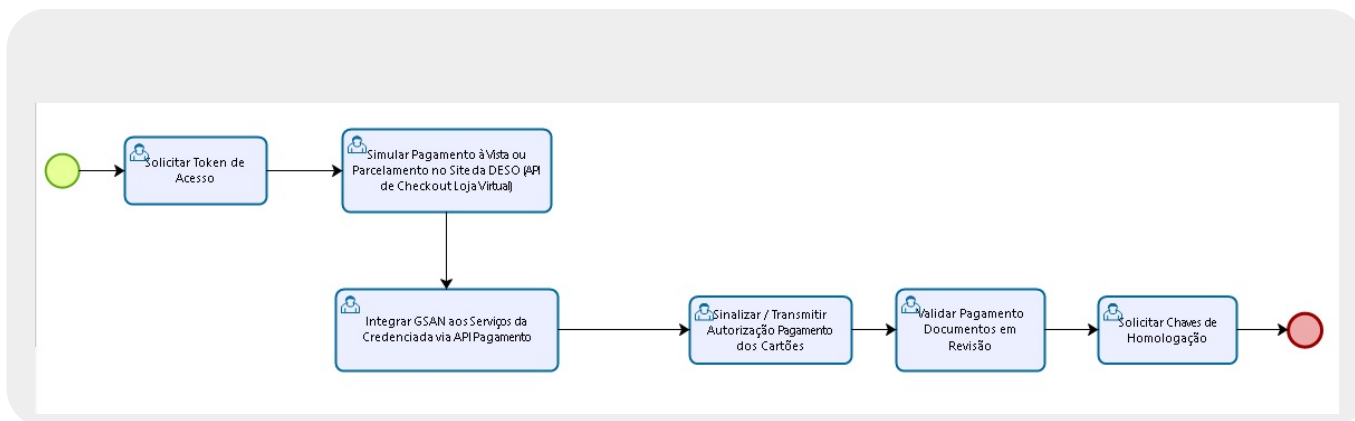 Solicitar Token de
Acesso
Simular Pagamento à Vista ou
Parcelamento no Site da DESO (API
de Checkout Loja Virtual)
Integrar GSAN aos Serviços da
Credenciada via API Pagamento
Sinalizar / Transmitir
Autorização Pagamento
dos Cartões
Validar Pagamento
Documentos em
Revisão
Solicitar Chaves de
Homologação